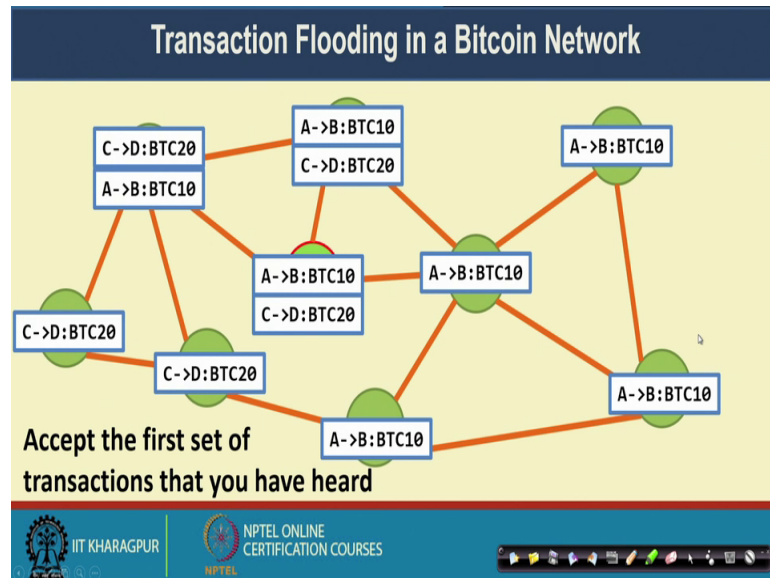 Transaction Flooding in a Bitcoin Network
C->D:BTC20
A->B:BTC10
A->B:BTC10
C->D:BTC20
A->B:BTC10
A->B:BTC10
C->D:BTC20
A->B:BTC10
C->D:BTC20
C->D:BTC20
A->B:BTC10
A->B:BTC10
Accept the first set of
transactions that you have heard
IIT KHARAGPUR
NPTEL
NPTEL ONLINE
CERTIFICATION COURSES